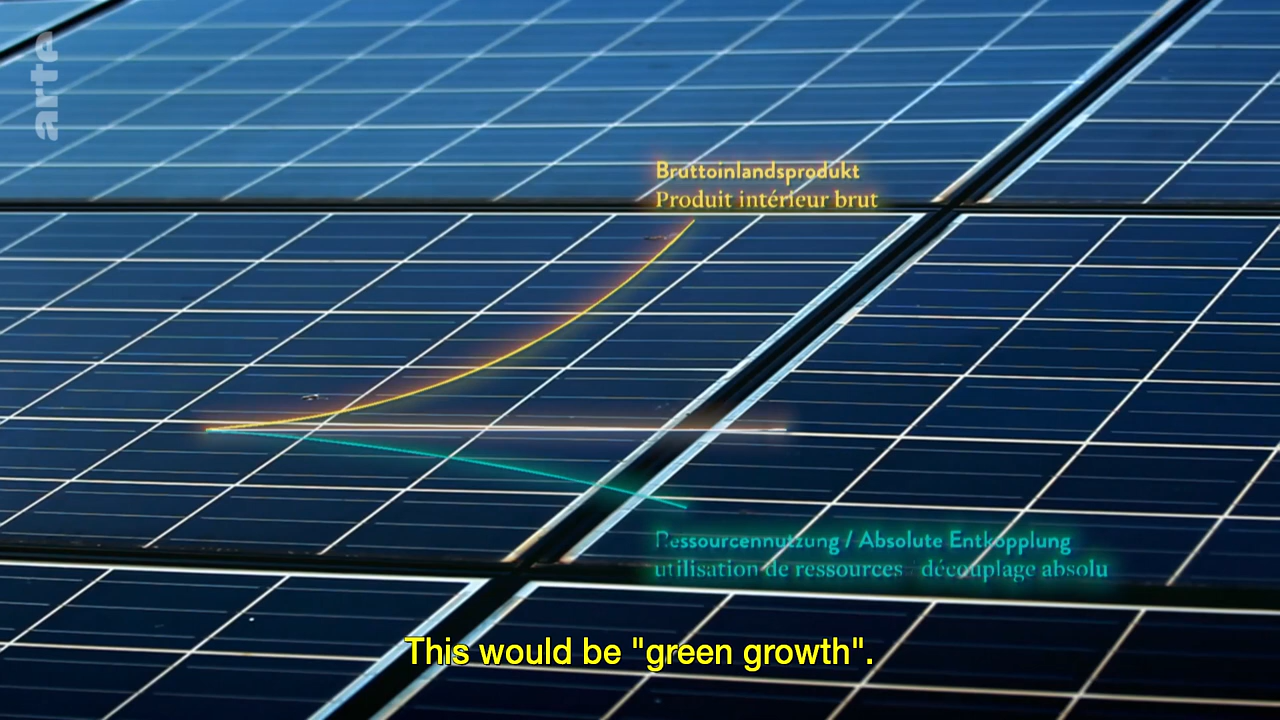 arte
Bruttoinlandsprodukt
Produit intérieur brut
Ressourcennutzung / Absolute Entkopplung
utilisation de ressources / découplage absolu
This would be "green growth".